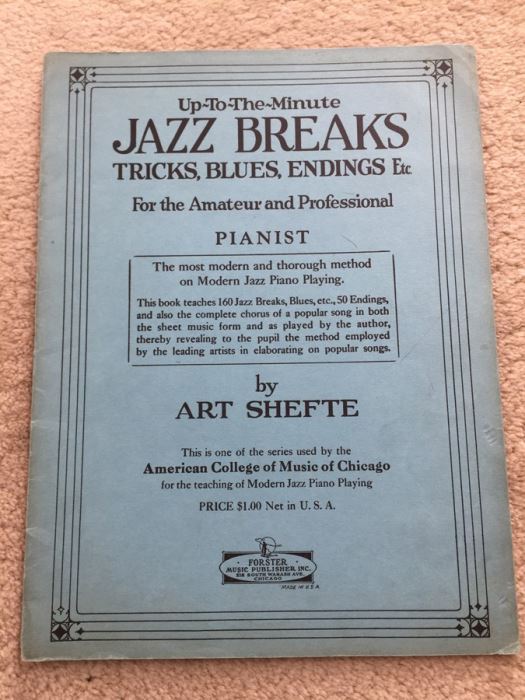 Up-To-The-Minute
JAZZ BREAKS
TRICKS, BLUES, ENDINGS Etc.
For the Amateur and Professional
PIANIST
The most modern and thorough method
on Modern Jazz Piano Playing.
This book teaches 160 Jazz Breaks, Blues, etc., 50 Endings,
and also the complete chorus of a popular song in both
the sheet music form and as played by the author,
thereby revealing to the pupil the method employed
by the leading artists in elaborating on popular songs.
by
ART SHEFTE
This is one of the series used by the
American College of Music of Chicago
for the teaching of Modern Jazz Piano Playing
PRICE $1.00 Net in U. S. A.
FORSTER
MUSIC PUBLISHER, INC.
218 SOUTH WABASH AVE.
CHICAGO
MADE IN U.S.A.